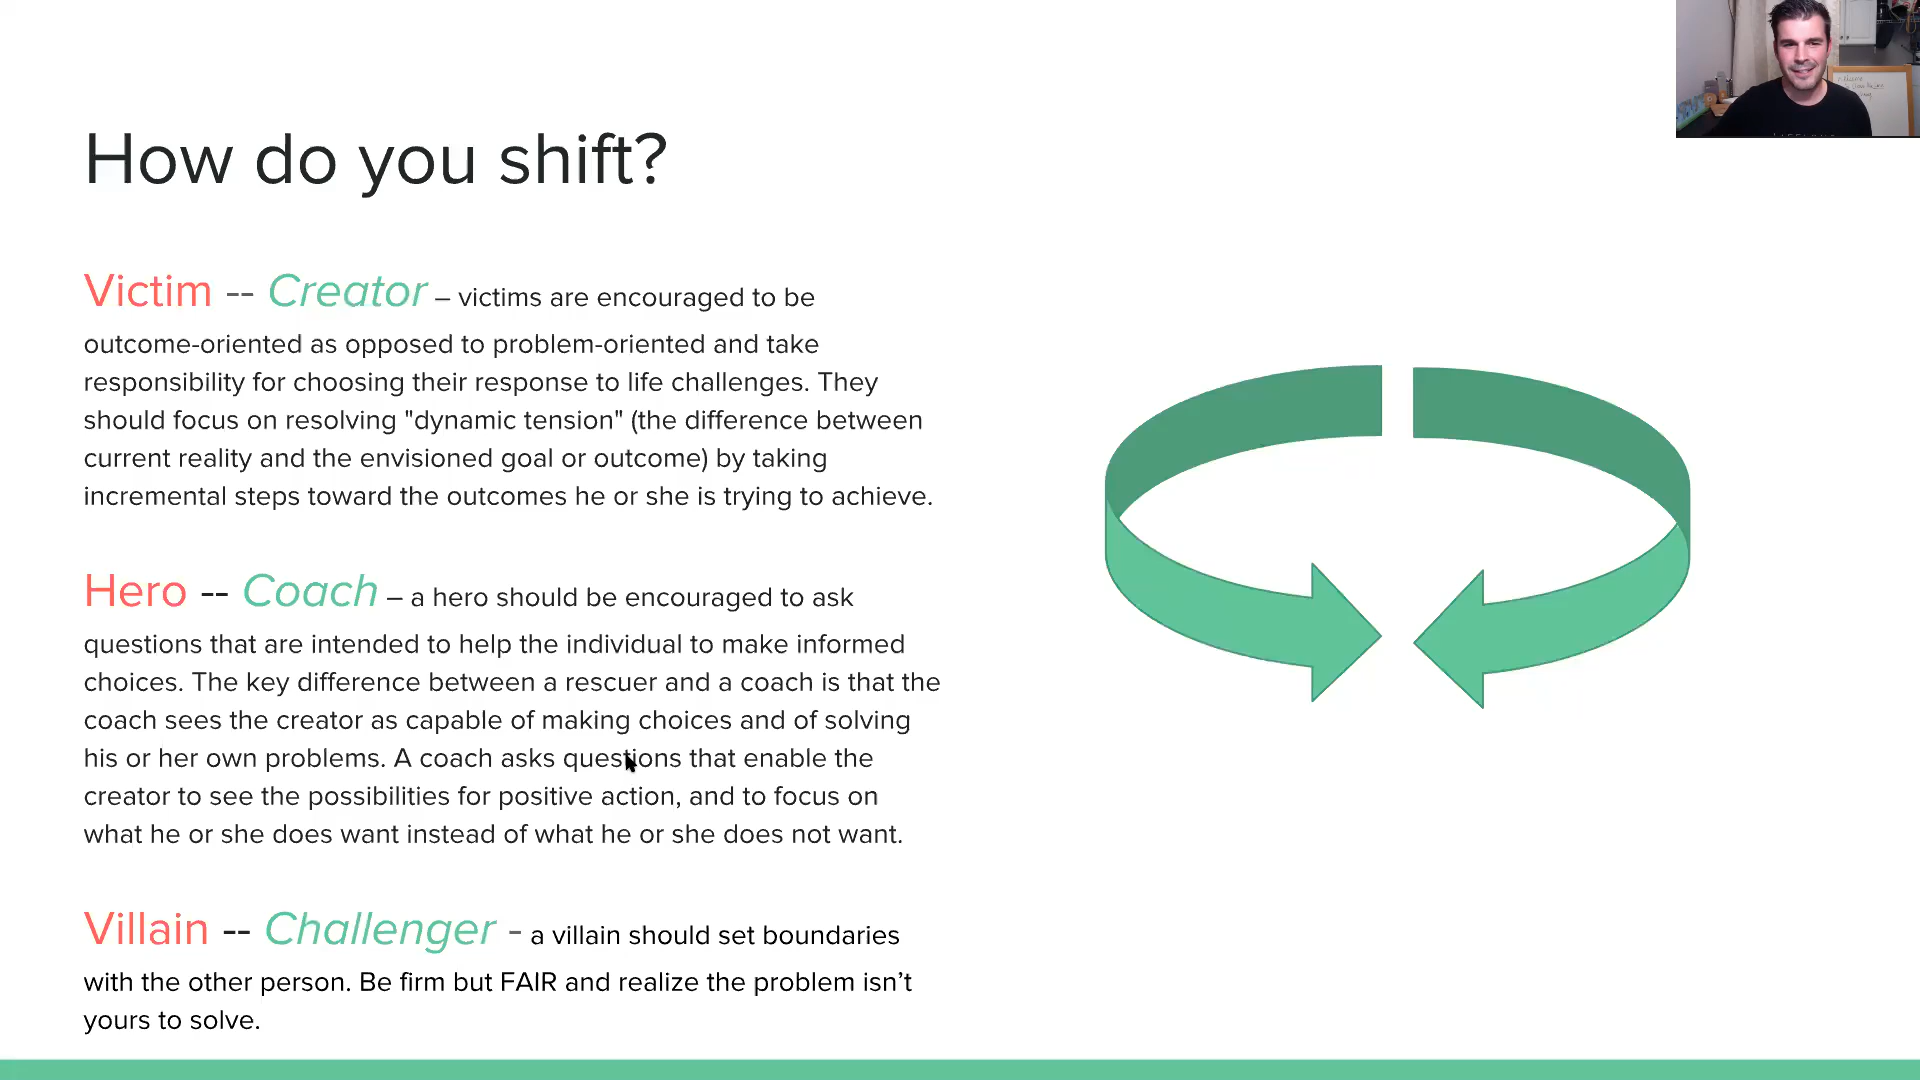 How do you shift?
Victim -- Creator – victims are encouraged to be
outcome-oriented as opposed to problem-oriented and take
responsibility for choosing their response to life challenges. They
should focus on resolving "dynamic tension" (the difference between
current reality and the envisioned goal or outcome) by taking
incremental steps toward the outcomes he or she is trying to achieve.
Hero -- Coach – a hero should be encouraged to ask
questions that are intended to help the individual to make informed
choices. The key difference between a rescuer and a coach is that the
coach sees the creator as capable of making choices and of solving
his or her own problems. A coach asks questions that enable the
creator to see the possibilities for positive action, and to focus on
what he or she does want instead of what he or she does not want.
Villain -- Challenger - a villain should set boundaries
with the other person. Be firm but FAIR and realize the problem isn’t
yours to solve.